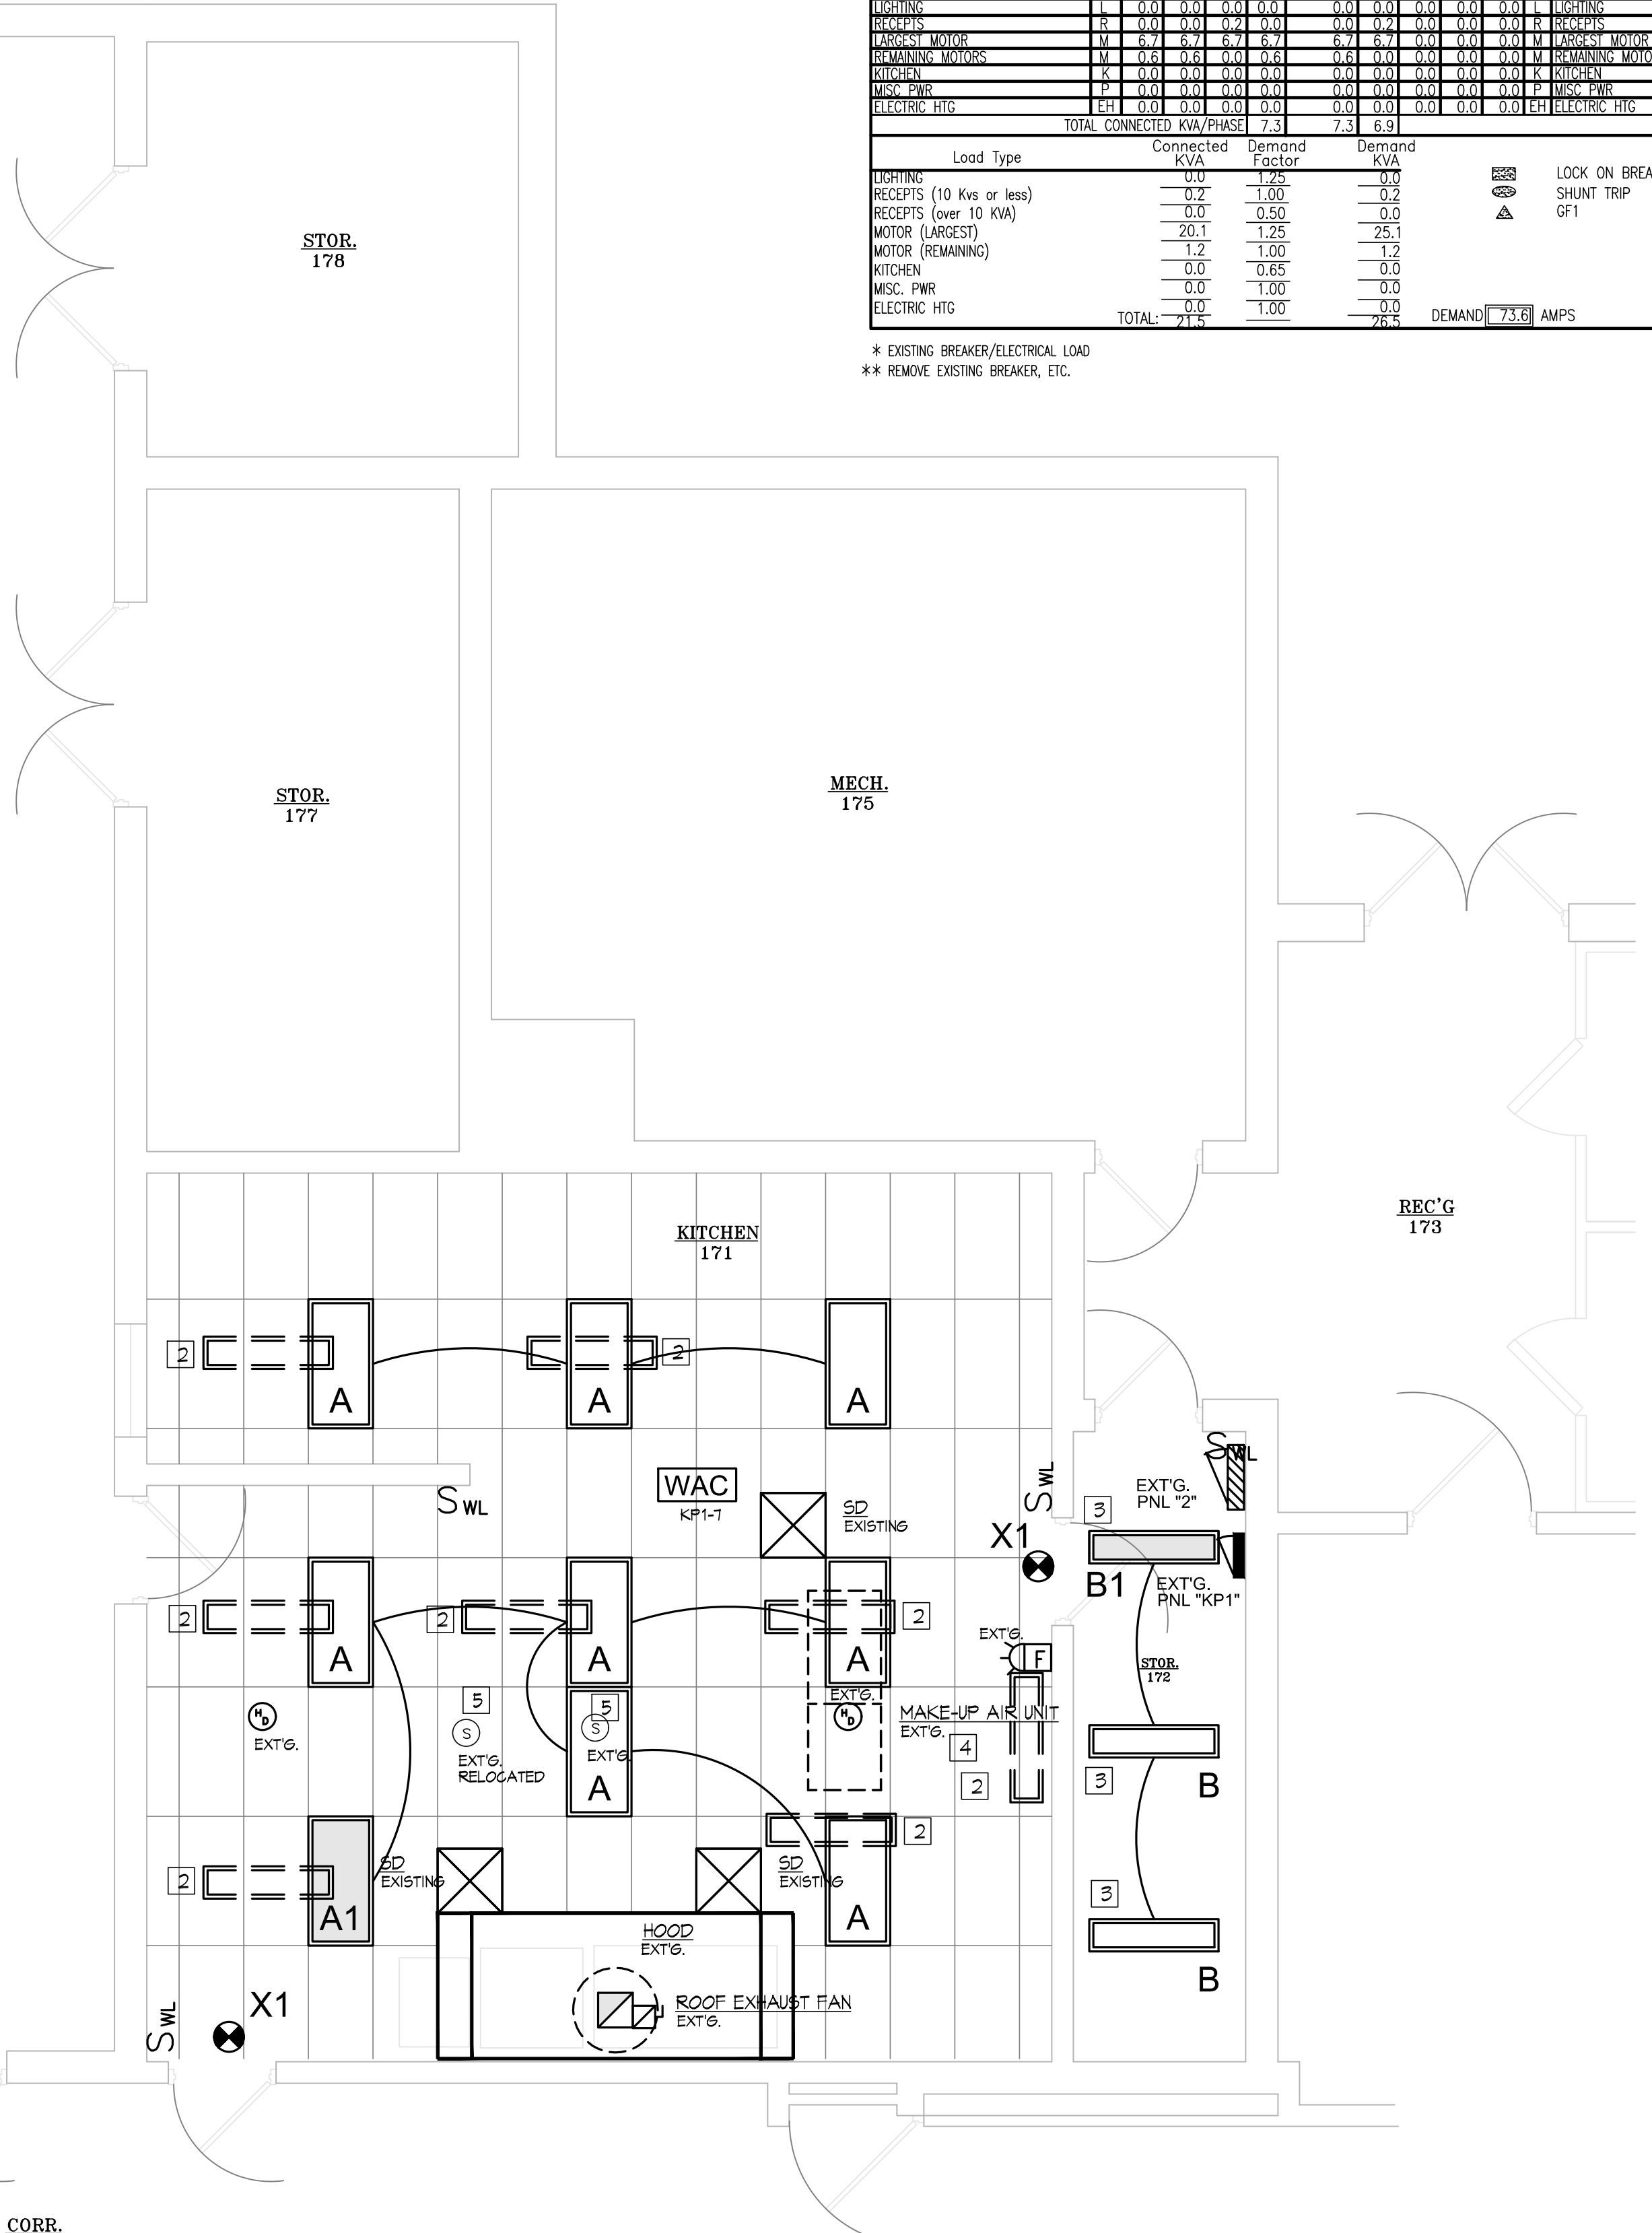 LIGHTING L 0.0 0.0 0.0 0.0 0.0 0.0 0.0 0.0 0.0 L LIGHTING
RECEPTS R 0.0 0.0 0.2 0.0 0.0 0.2 0.0 0.0 0.0 R RECEPTS
LARGEST MOTOR M 6.7 6.7 6.7 6.7 6.7 6.7 0.0 0.0 0.0 M LARGEST MOTOR
REMAINING MOTORS M 0.6 0.6 0.0 0.6 0.6 0.0 0.0 0.0 0.0 M REMAINING MOTO
KITCHEN K 0.0 0.0 0.0 0.0 0.0 0.0 0.0 0.0 0.0 K KITCHEN
MISC PWR P 0.0 0.0 0.0 0.0 0.0 0.0 0.0 0.0 0.0 P MISC PWR
ELECTRIC HTG EH 0.0 0.0 0.0 0.0 0.0 0.0 0.0 0.0 0.0 EH ELECTRIC HTG
TOTAL CONNECTED KVA/PHASE 7.3 7.3 6.9
Load Type Connected KVA Demand Factor Demand KVA
LIGHTING 0.0 1.25 0.0
RECEPTS (10 Kvs or less) 0.2 1.00 0.2
RECEPTS (over 10 KVA) 0.0 0.50 0.0
MOTOR (LARGEST) 20.1 1.25 25.1
MOTOR (REMAINING) 1.2 1.00 1.2
KITCHEN 0.0 0.65 0.0
MISC. PWR 0.0 1.00 0.0
ELECTRIC HTG 0.0 1.00 0.0
TOTAL: 21.5 26.5
DEMAND 73.6 AMPS
LOCK ON BREA
SHUNT TRIP
GF1
* EXISTING BREAKER/ELECTRICAL LOAD
** REMOVE EXISTING BREAKER, ETC.
STOR.
178
STOR.
177
MECH.
175
REC'G
173
KITCHEN
171
2
2
A
A
A
SWL
WAC
KP1-7
SD
EXISTING
SWL
X1
SWL
EXT'G.
PNL "2"
3
B1
EXT'G.
PNL "KP1"
2
2
2
A
A
A
EXT'G.
F
STOR.
172
HD
EXT'G.
5
S
EXT'G.
RELOCATED
5
S
EXT'G.
A
EXT'G.
HD
MAKE-UP AIR UNIT
EXT'G.
4
2
3
B
2
2
A1
SD
EXISTING
SD
EXISTING
A
3
B
HOOD
EXT'G.
ROOF EXHAUST FAN
EXT'G.
X1
SWL
CORR.